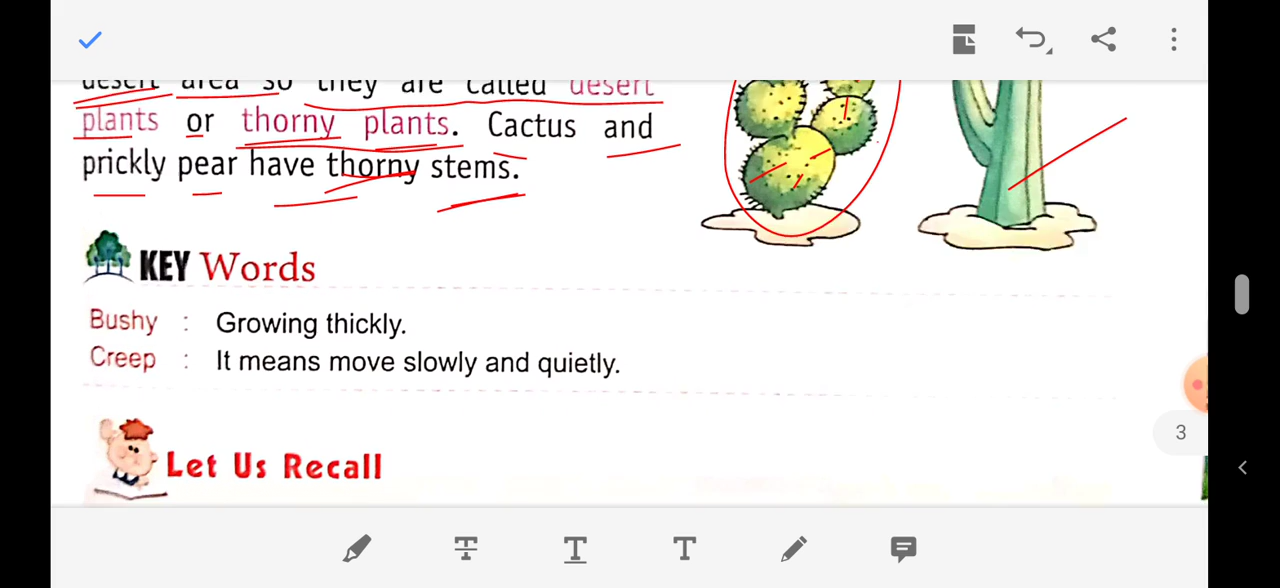 desert area so they are called desert
plants or thorny plants. Cactus and
prickly pear have thorny stems.
KEY Words
Bushy : Growing thickly.
Creep : It means move slowly and quietly.
Let Us Recall
3